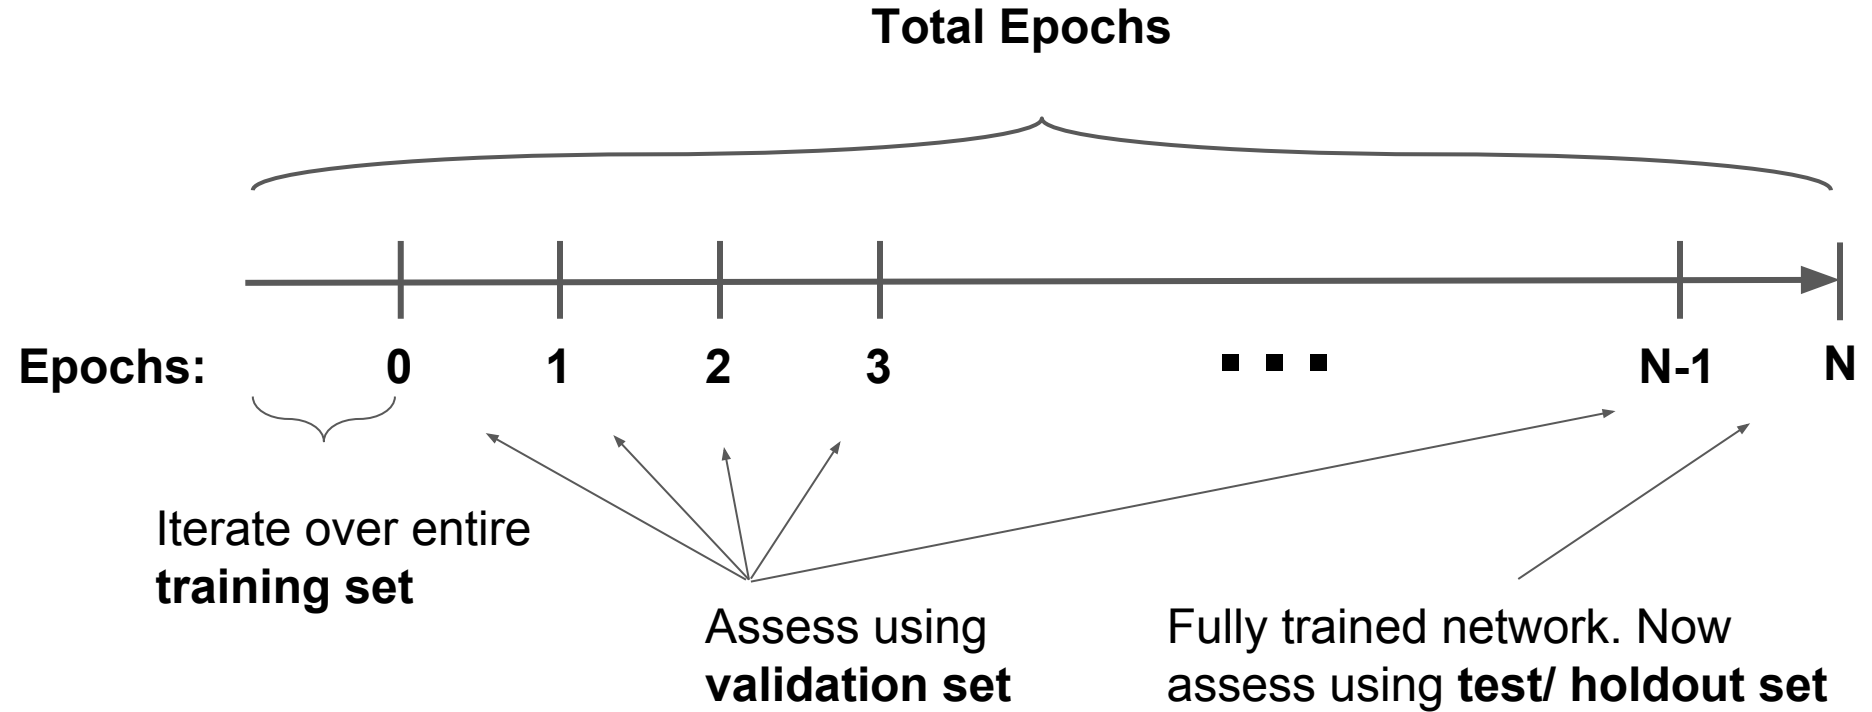 Total Epochs
Epochs: 0 1 2 3 ... N-1 N
Iterate over entire
training set
Assess using
validation set
Fully trained network. Now
assess using test/ holdout set